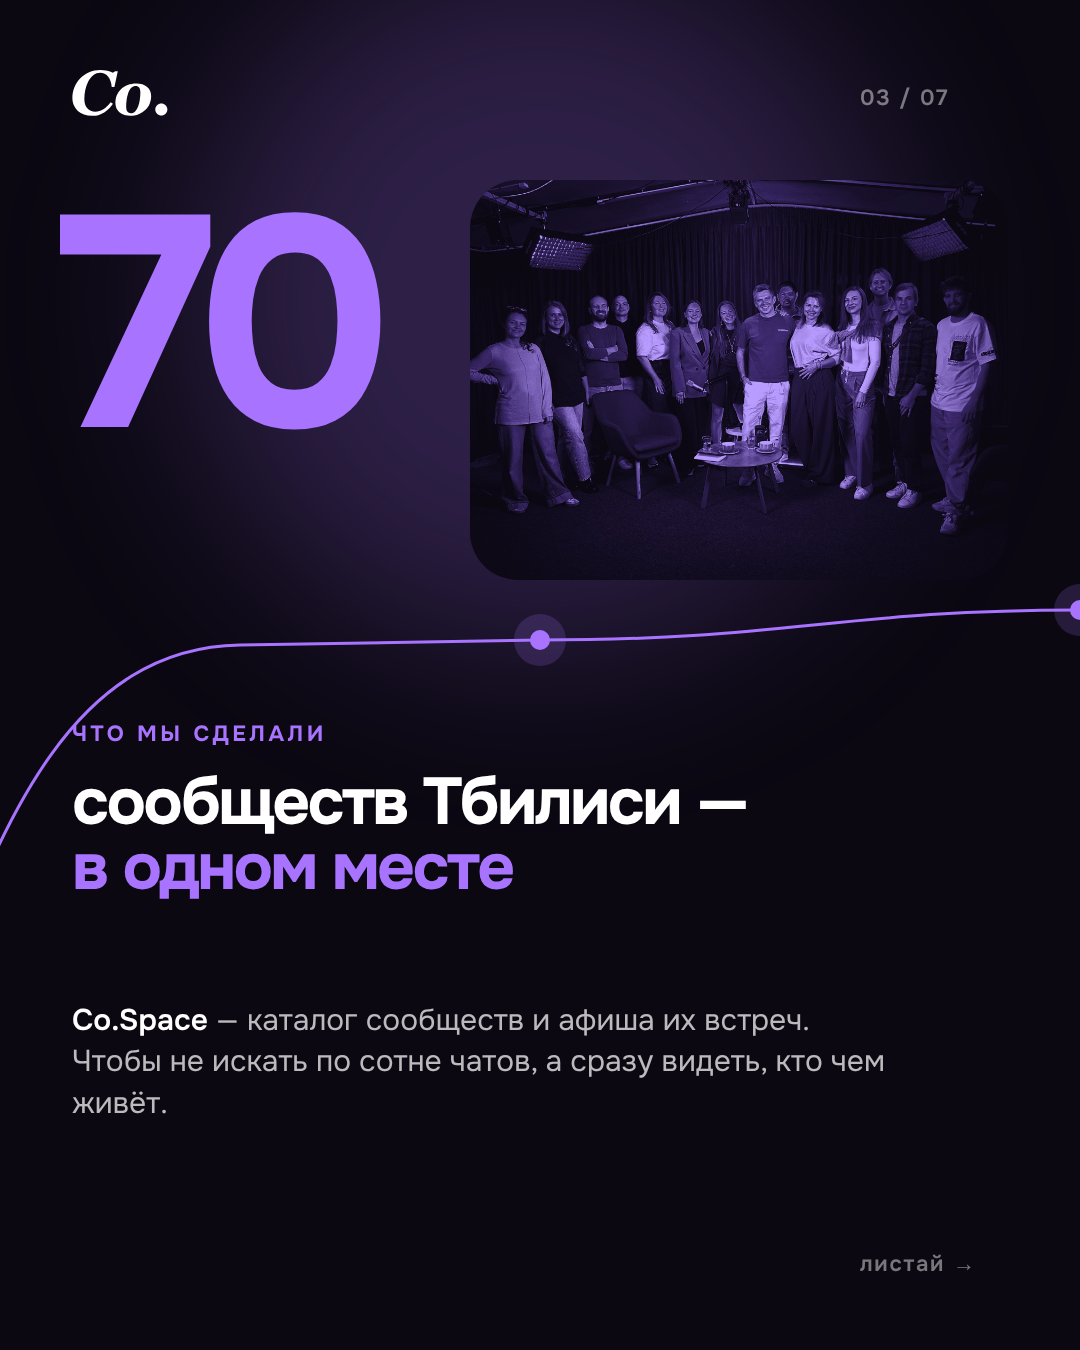 Co.
03 / 07
70
ЧТО МЫ СДЕЛАЛИ
сообществ Тбилиси —
в одном месте
Co.Space — каталог сообществ и афиша их встреч.
Чтобы не искать по сотне чатов, а сразу видеть, кто чем
живёт.
листай →